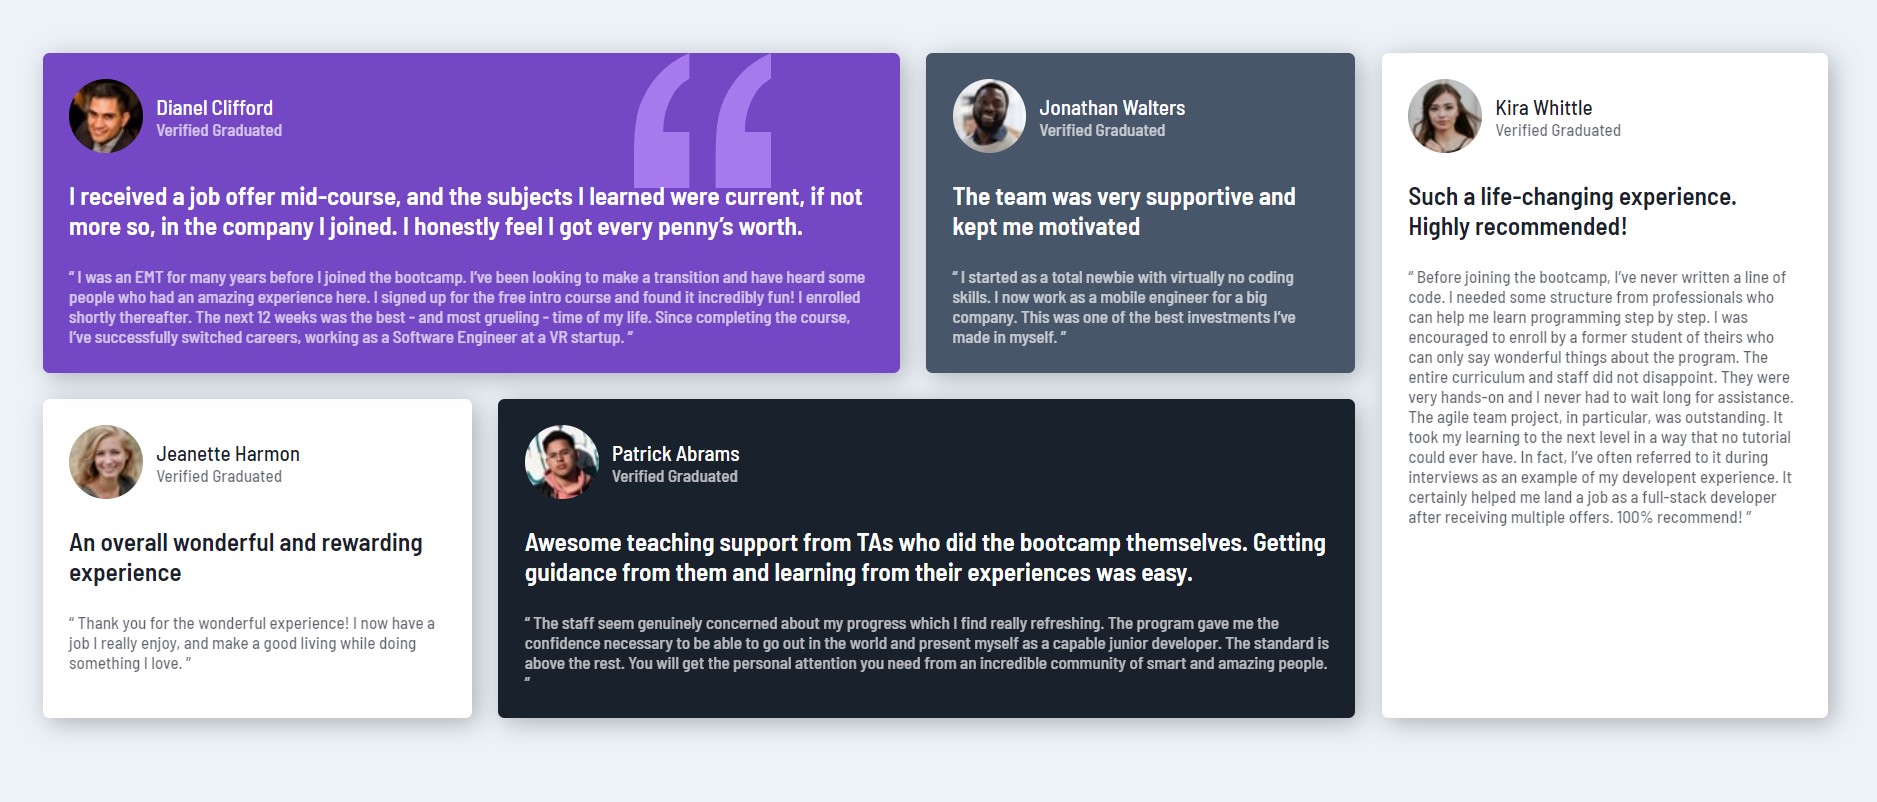 Dianel Clifford
Verified Graduated
I received a job offer mid-course, and the subjects I learned were current, if not
more so, in the company I joined. I honestly feel I got every penny’s worth.
“ I was an EMT for many years before I joined the bootcamp. I’ve been looking to make a transition and have heard some
people who had an amazing experience here. I signed up for the free intro course and found it incredibly fun! I enrolled
shortly thereafter. The next 12 weeks was the best - and most grueling - time of my life. Since completing the course,
I’ve successfully switched careers, working as a Software Engineer at a VR startup. ”
Jonathan Walters
Verified Graduated
The team was very supportive and
kept me motivated
“ I started as a total newbie with virtually no coding
skills. I now work as a mobile engineer for a big
company. This was one of the best investments I’ve
made in myself. ”
Kira Whittle
Verified Graduated
Such a life-changing experience.
Highly recommended!
“ Before joining the bootcamp, I’ve never written a line of
code. I needed some structure from professionals who
can help me learn programming step by step. I was
encouraged to enroll by a former student of theirs who
can only say wonderful things about the program. The
entire curriculum and staff did not disappoint. They were
very hands-on and I never had to wait long for assistance.
The agile team project, in particular, was outstanding. It
took my learning to the next level in a way that no tutorial
could ever have. In fact, I’ve often referred to it during
interviews as an example of my developent experience. It
certainly helped me land a job as a full-stack developer
after receiving multiple offers. 100% recommend! ”
Jeanette Harmon
Verified Graduated
An overall wonderful and rewarding
experience
“ Thank you for the wonderful experience! I now have a
job I really enjoy, and make a good living while doing
something I love. ”
Patrick Abrams
Verified Graduated
Awesome teaching support from TAs who did the bootcamp themselves. Getting
guidance from them and learning from their experiences was easy.
“ The staff seem genuinely concerned about my progress which I find really refreshing. The program gave me the
confidence necessary to be able to go out in the world and present myself as a capable junior developer. The standard is
above the rest. You will get the personal attention you need from an incredible community of smart and amazing people.
”